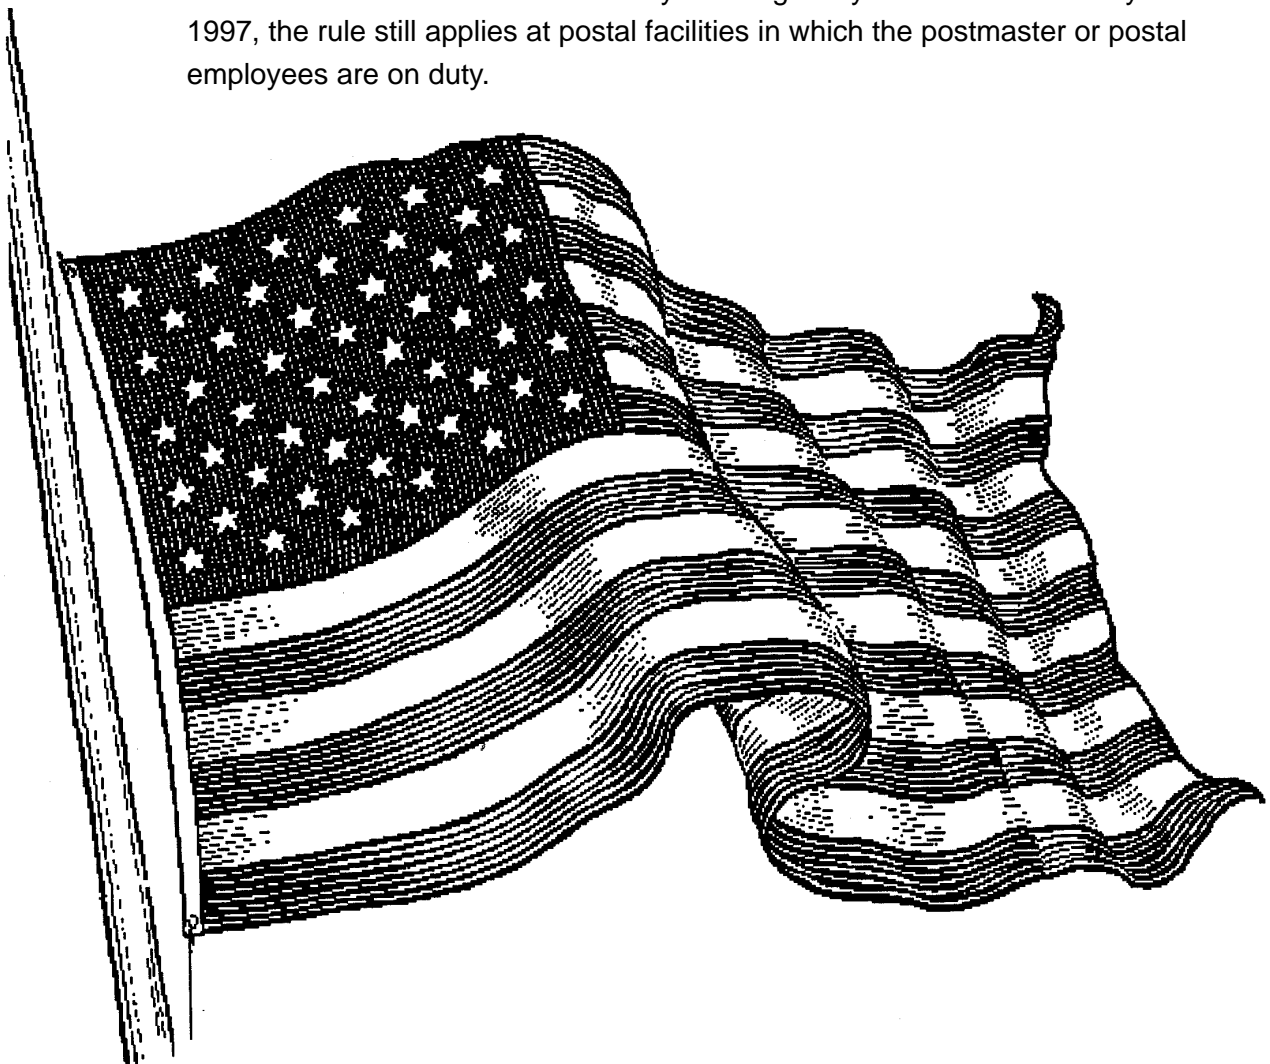 1997, the rule still applies at postal facilities in which the postmaster or postal
employees are on duty.